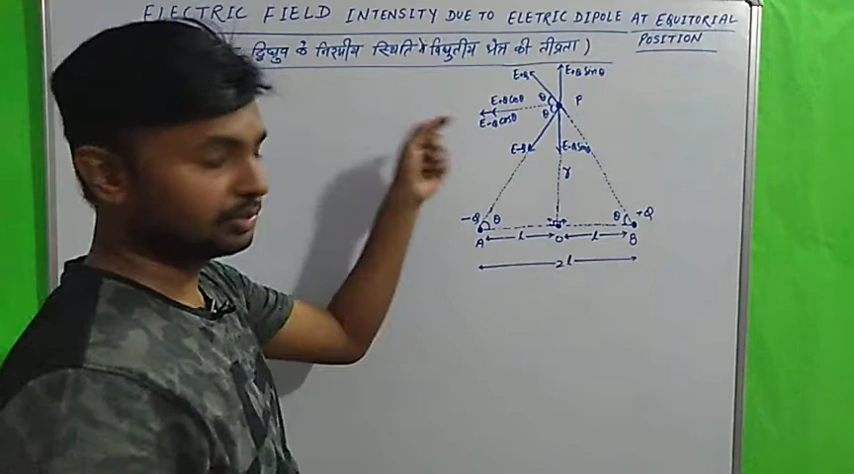 ELECTRIC FIELD INTENSITY DUE TO ELETRIC DIPOLE AT EQUITORIAL
POSITION
द्विध्रुव के निरक्षीय स्थिति में विधुतीय क्षेत्र की तीव्रता )
E+Q
E+Q sinθ
E+Q cosθ
θ
P
E-Q cosθ
θ
E-Q
E-Q sinθ
r
-Q
θ
θ
+Q
A
l
O
l
B
2l